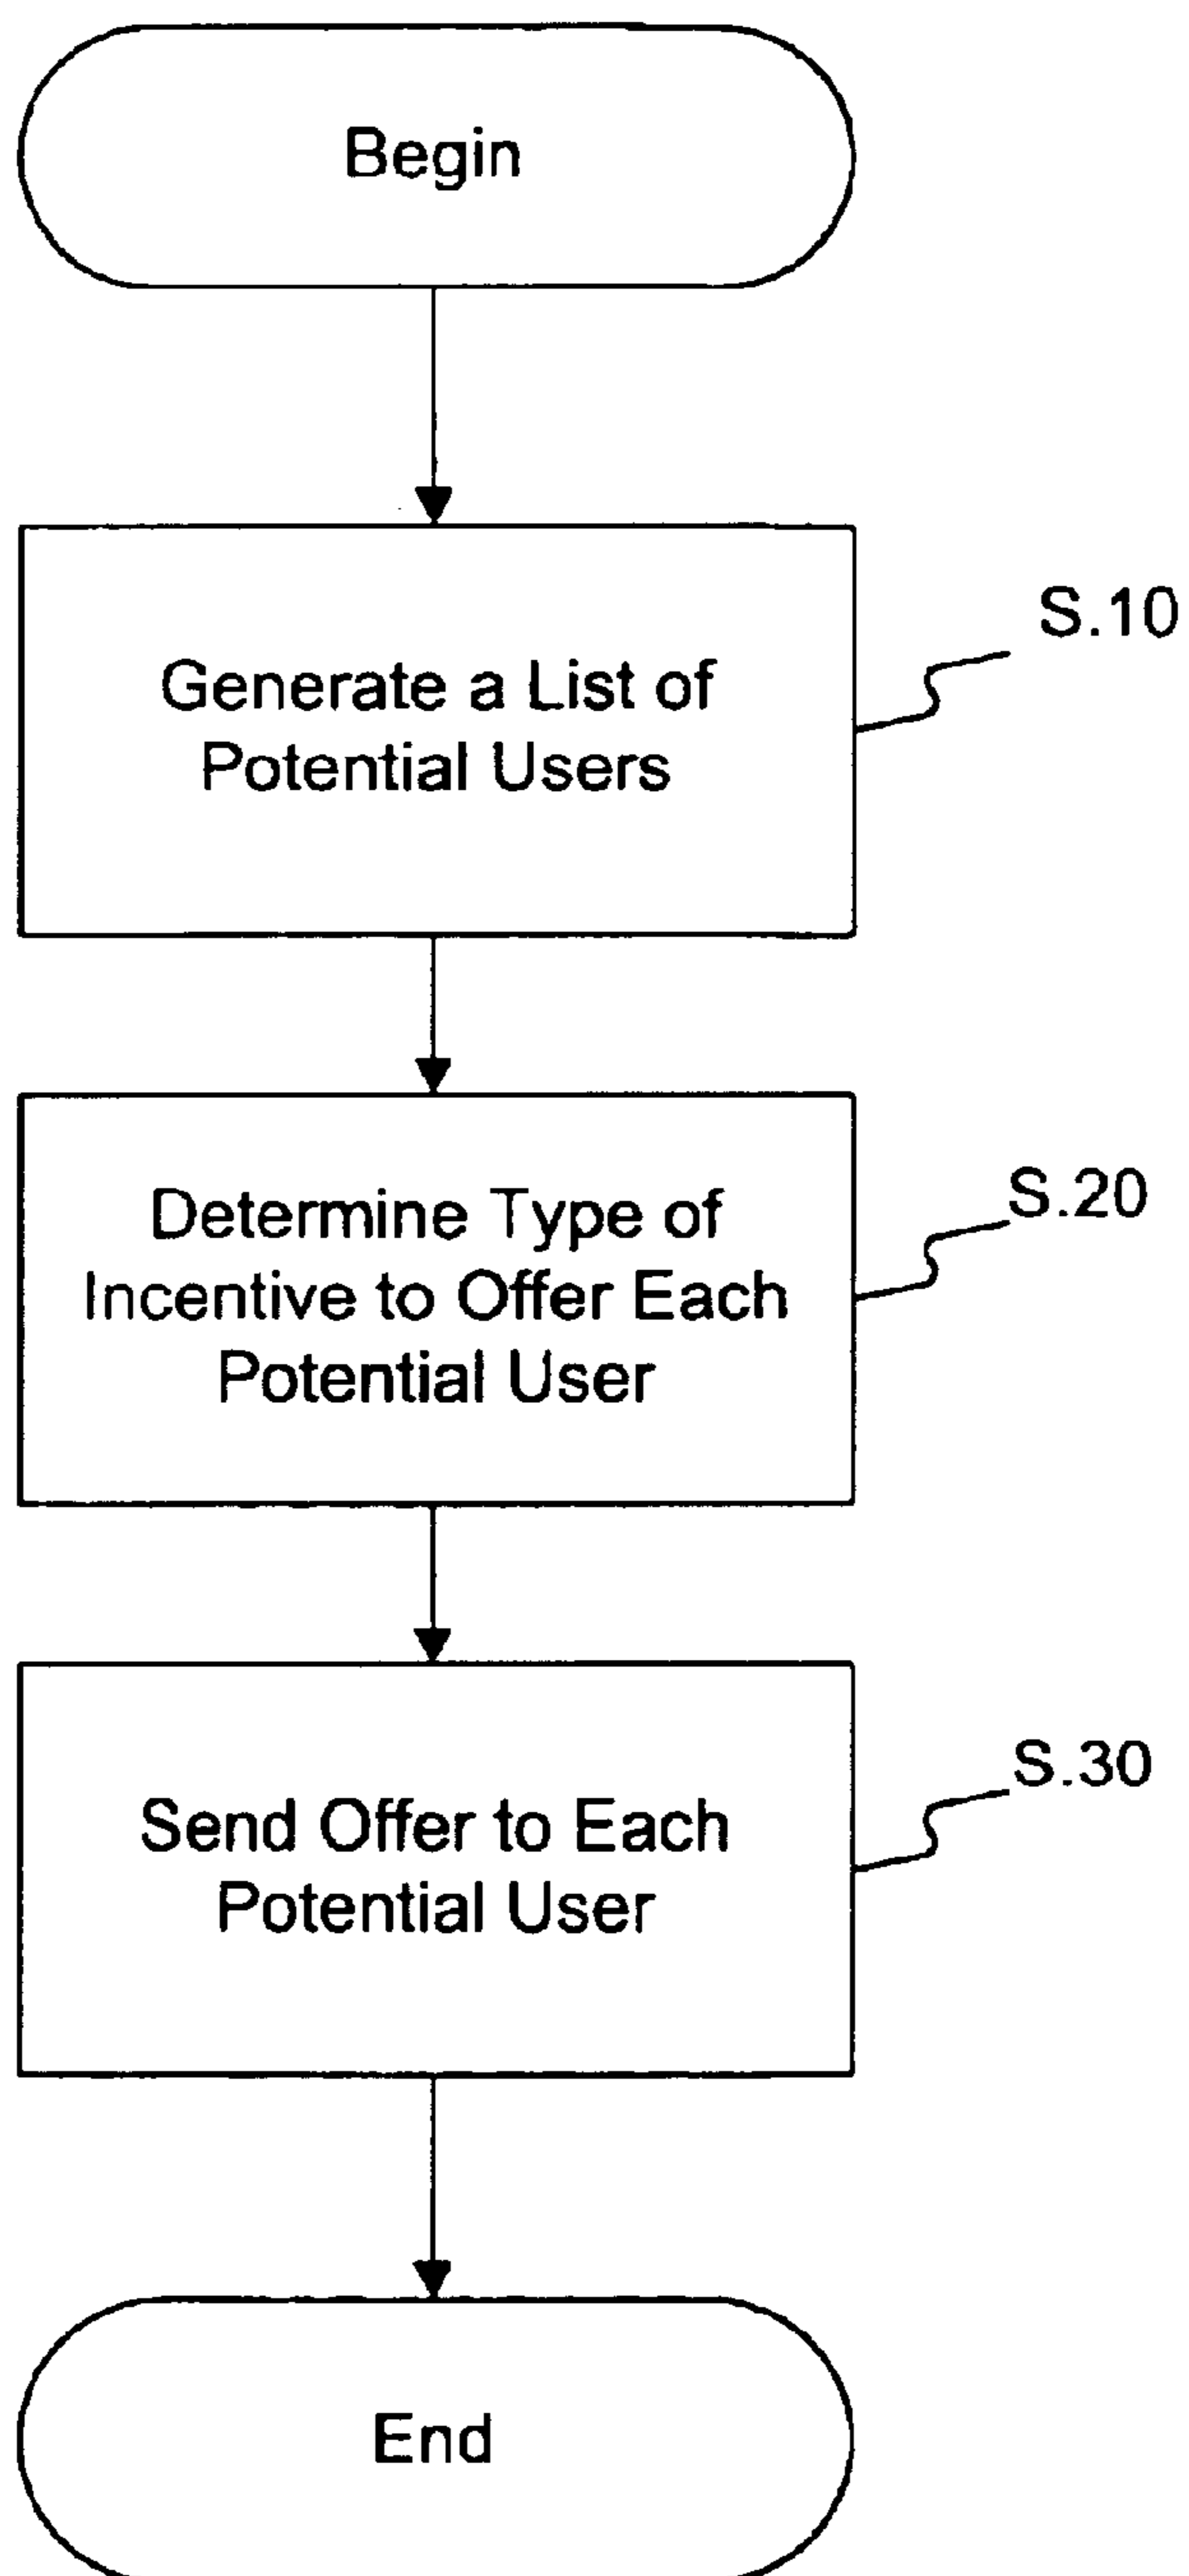 Begin
S.10
Generate a List of
Potential Users
S.20
Determine Type of
Incentive to Offer Each
Potential User
S.30
Send Offer to Each
Potential User
End